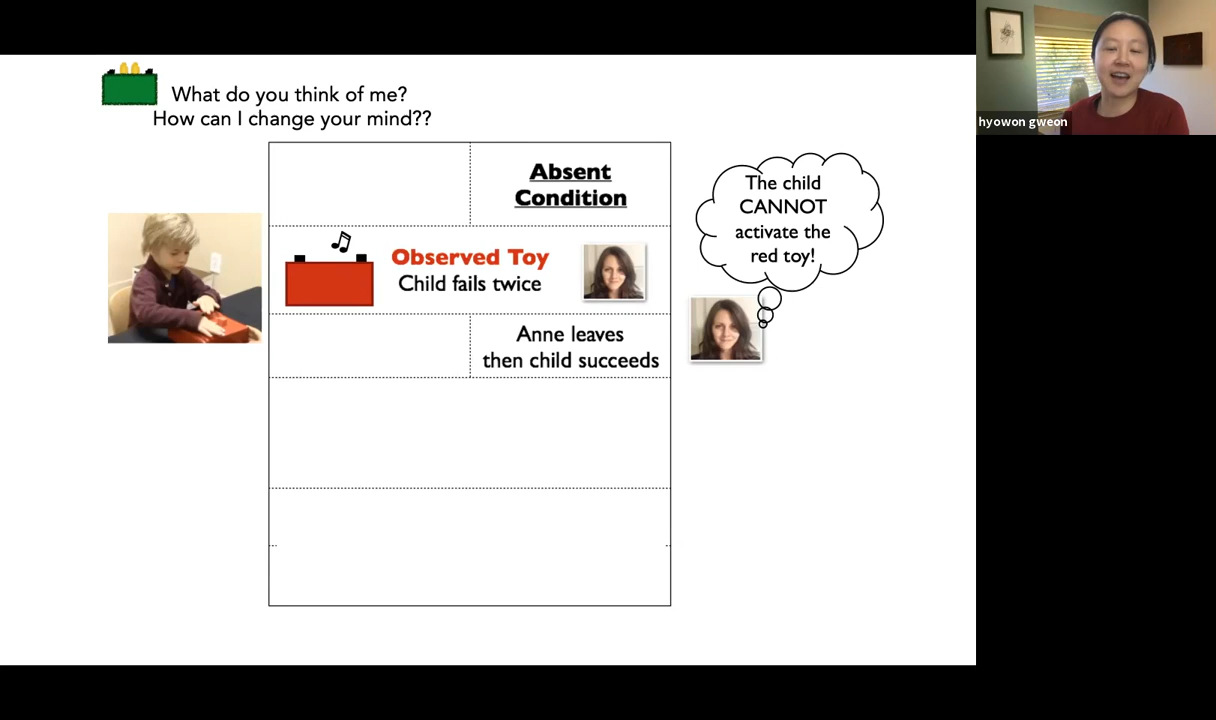 What do you think of me?
How can I change your mind??
hyowon gweon
Absent
Condition
Observed Toy
Child fails twice
The child
CANNOT
activate the
red toy!
Anne leaves
then child succeeds